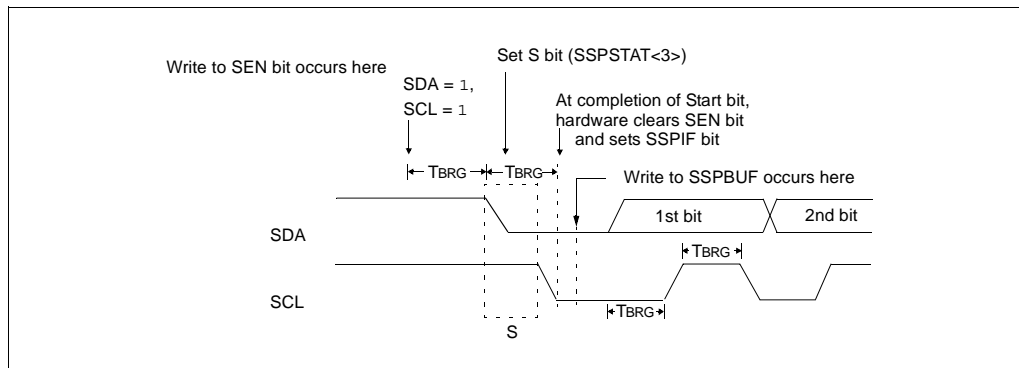 Write to SEN bit occurs here
Set S bit (SSPSTAT<3>)
SDA = 1,
SCL = 1
At completion of Start bit,
hardware clears SEN bit
and sets SSPIF bit
TBRG
TBRG
Write to SSPBUF occurs here
SDA
1st bit
2nd bit
TBRG
SCL
TBRG
S